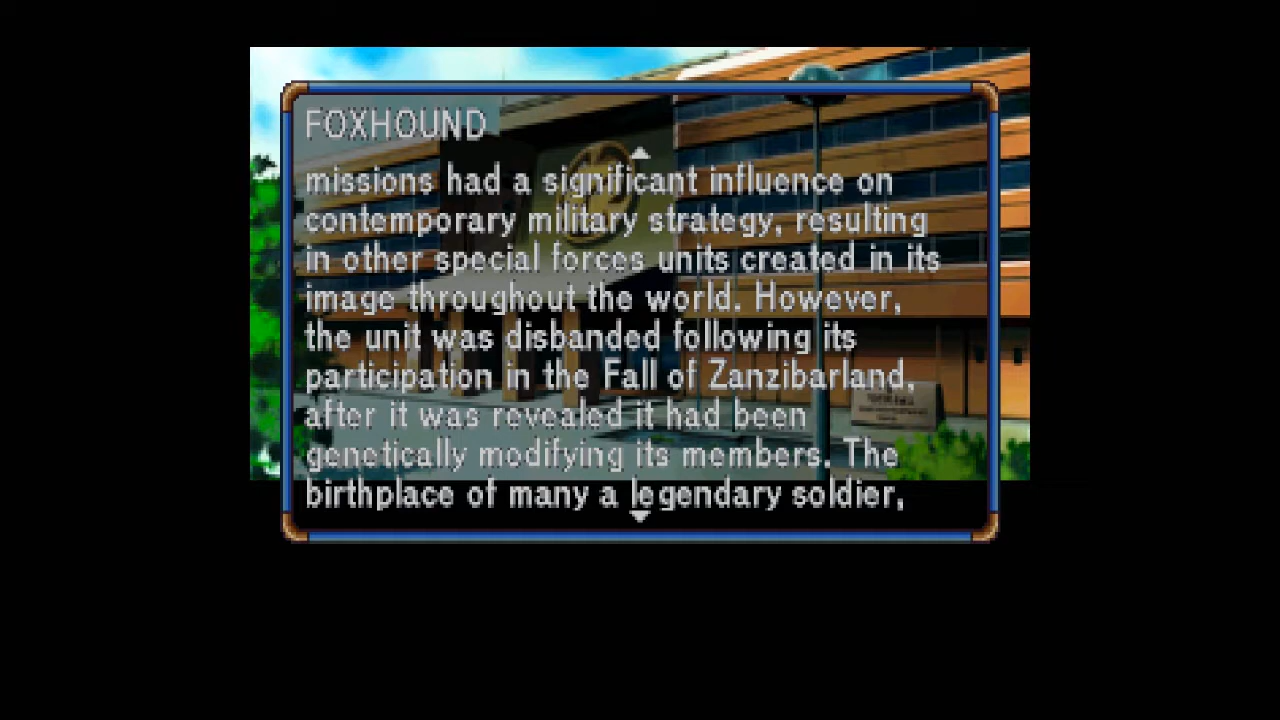 FOXHOUND
missions had a significant influence on
contemporary military strategy, resulting
in other special forces units created in its
image throughout the world. However,
the unit was disbanded following its
participation in the Fall of Zanzibarland,
after it was revealed it had been
genetically modifying its members. The
birthplace of many a legendary soldier,